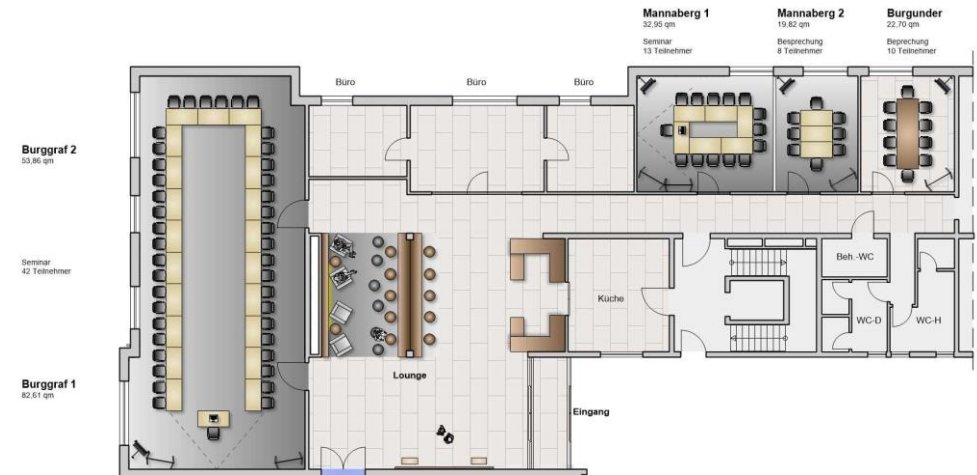 Mannaberg 1
32,95 qm
Seminar
13 Teilnehmer
Mannaberg 2
19,82 qm
Besprechung
8 Teilnehmer
Burgunder
22,70 qm
Beprechung
10 Teilnehmer
Büro
Büro
Büro
Burggraf 2
53,86 qm
Seminar
42 Teilnehmer
Burggraf 1
82,61 qm
Küche
Beh.-WC
WC-D
WC-H
Lounge
Eingang